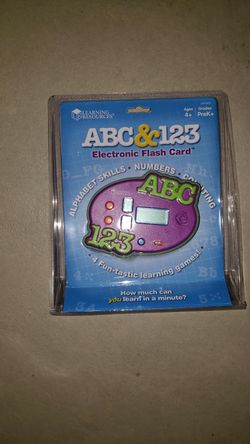 LEARNING
RESOURCES
Ages
4+
Grades
PreK+
ABC&123
Electronic Flash Card™
ALPHABET SKILLS • NUMBERS • COUNTING
ABC
123
4 Fun-tastic learning games!
How much can
you learn in a minute?